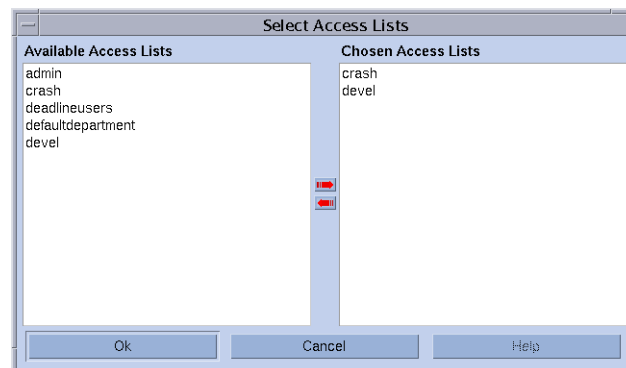 Select Access Lists
Available Access Lists
admin
crash
deadlineusers
defaultdepartment
devel
Chosen Access Lists
crash
devel
Ok
Cancel
Help